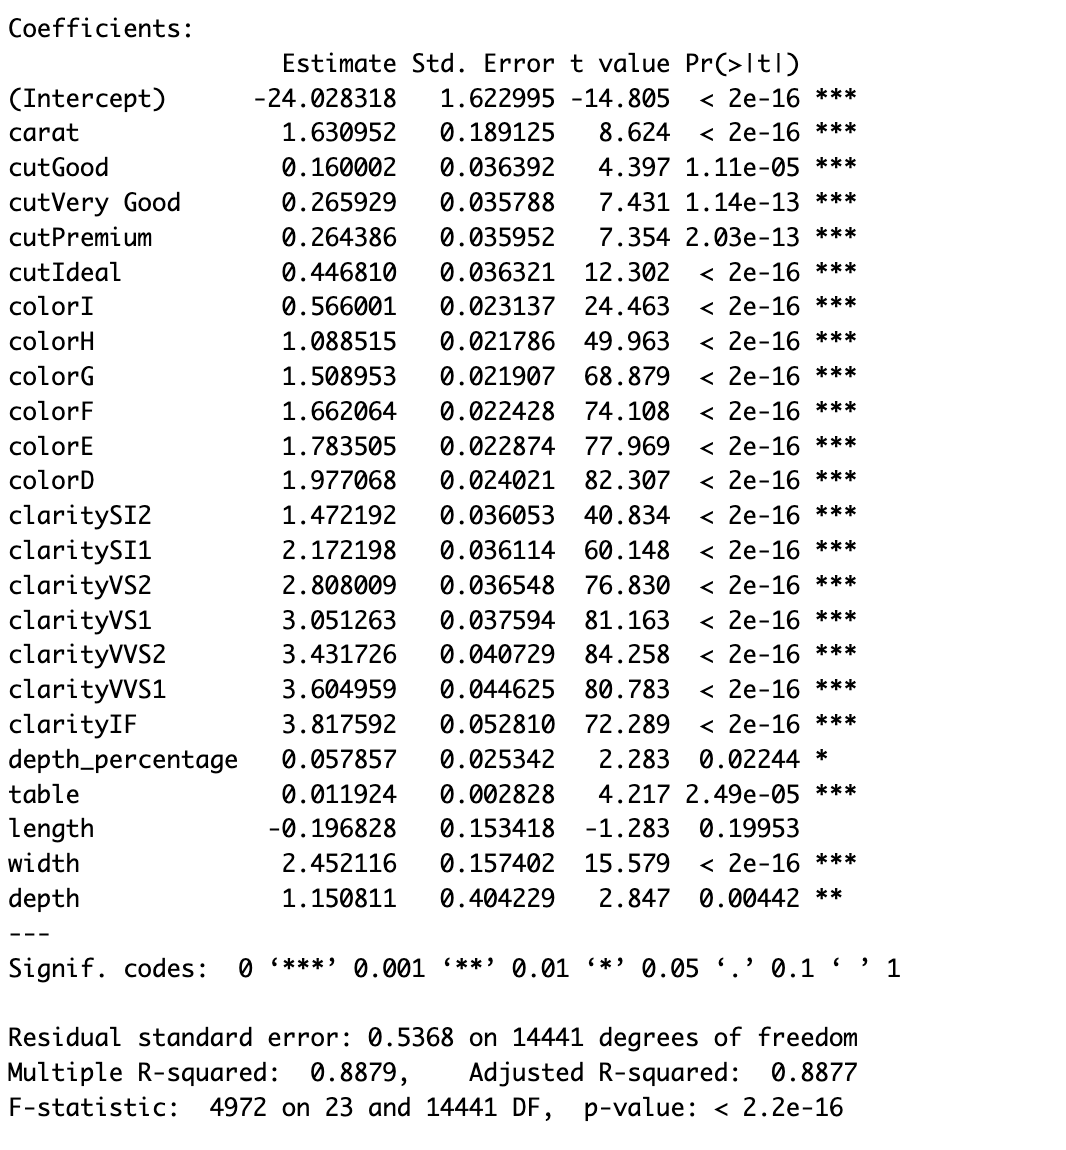 Coefficients:
                   Estimate Std. Error t value Pr(>|t|)
(Intercept)      -24.028318   1.622995 -14.805  < 2e-16 ***
carat              1.630952   0.189125   8.624  < 2e-16 ***
cutGood            0.160002   0.036392   4.397 1.11e-05 ***
cutVery Good       0.265929   0.035788   7.431 1.14e-13 ***
cutPremium         0.264386   0.035952   7.354 2.03e-13 ***
cutIdeal           0.446810   0.036321  12.302  < 2e-16 ***
colorI             0.566001   0.023137  24.463  < 2e-16 ***
colorH             1.088515   0.021786  49.963  < 2e-16 ***
colorG             1.508953   0.021907  68.879  < 2e-16 ***
colorF             1.662064   0.022428  74.108  < 2e-16 ***
colorE             1.783505   0.022874  77.969  < 2e-16 ***
colorD             1.977068   0.024021  82.307  < 2e-16 ***
claritySI2         1.472192   0.036053  40.834  < 2e-16 ***
claritySI1         2.172198   0.036114  60.148  < 2e-16 ***
clarityVS2         2.808009   0.036548  76.830  < 2e-16 ***
clarityVS1         3.051263   0.037594  81.163  < 2e-16 ***
clarityVVS2        3.431726   0.040729  84.258  < 2e-16 ***
clarityVVS1        3.604959   0.044625  80.783  < 2e-16 ***
clarityIF          3.817592   0.052810  72.289  < 2e-16 ***
depth_percentage   0.057857   0.025342   2.283  0.02244 *
table              0.011924   0.002828   4.217 2.49e-05 ***
length            -0.196828   0.153418  -1.283  0.19953
width              2.452116   0.157402  15.579  < 2e-16 ***
depth              1.150811   0.404229   2.847  0.00442 **
---
Signif. codes:  0 ‘***’ 0.001 ‘**’ 0.01 ‘*’ 0.05 ‘.’ 0.1 ‘ ’ 1

Residual standard error: 0.5368 on 14441 degrees of freedom
Multiple R-squared:  0.8879,    Adjusted R-squared:  0.8877
F-statistic:  4972 on 23 and 14441 DF,  p-value: < 2.2e-16